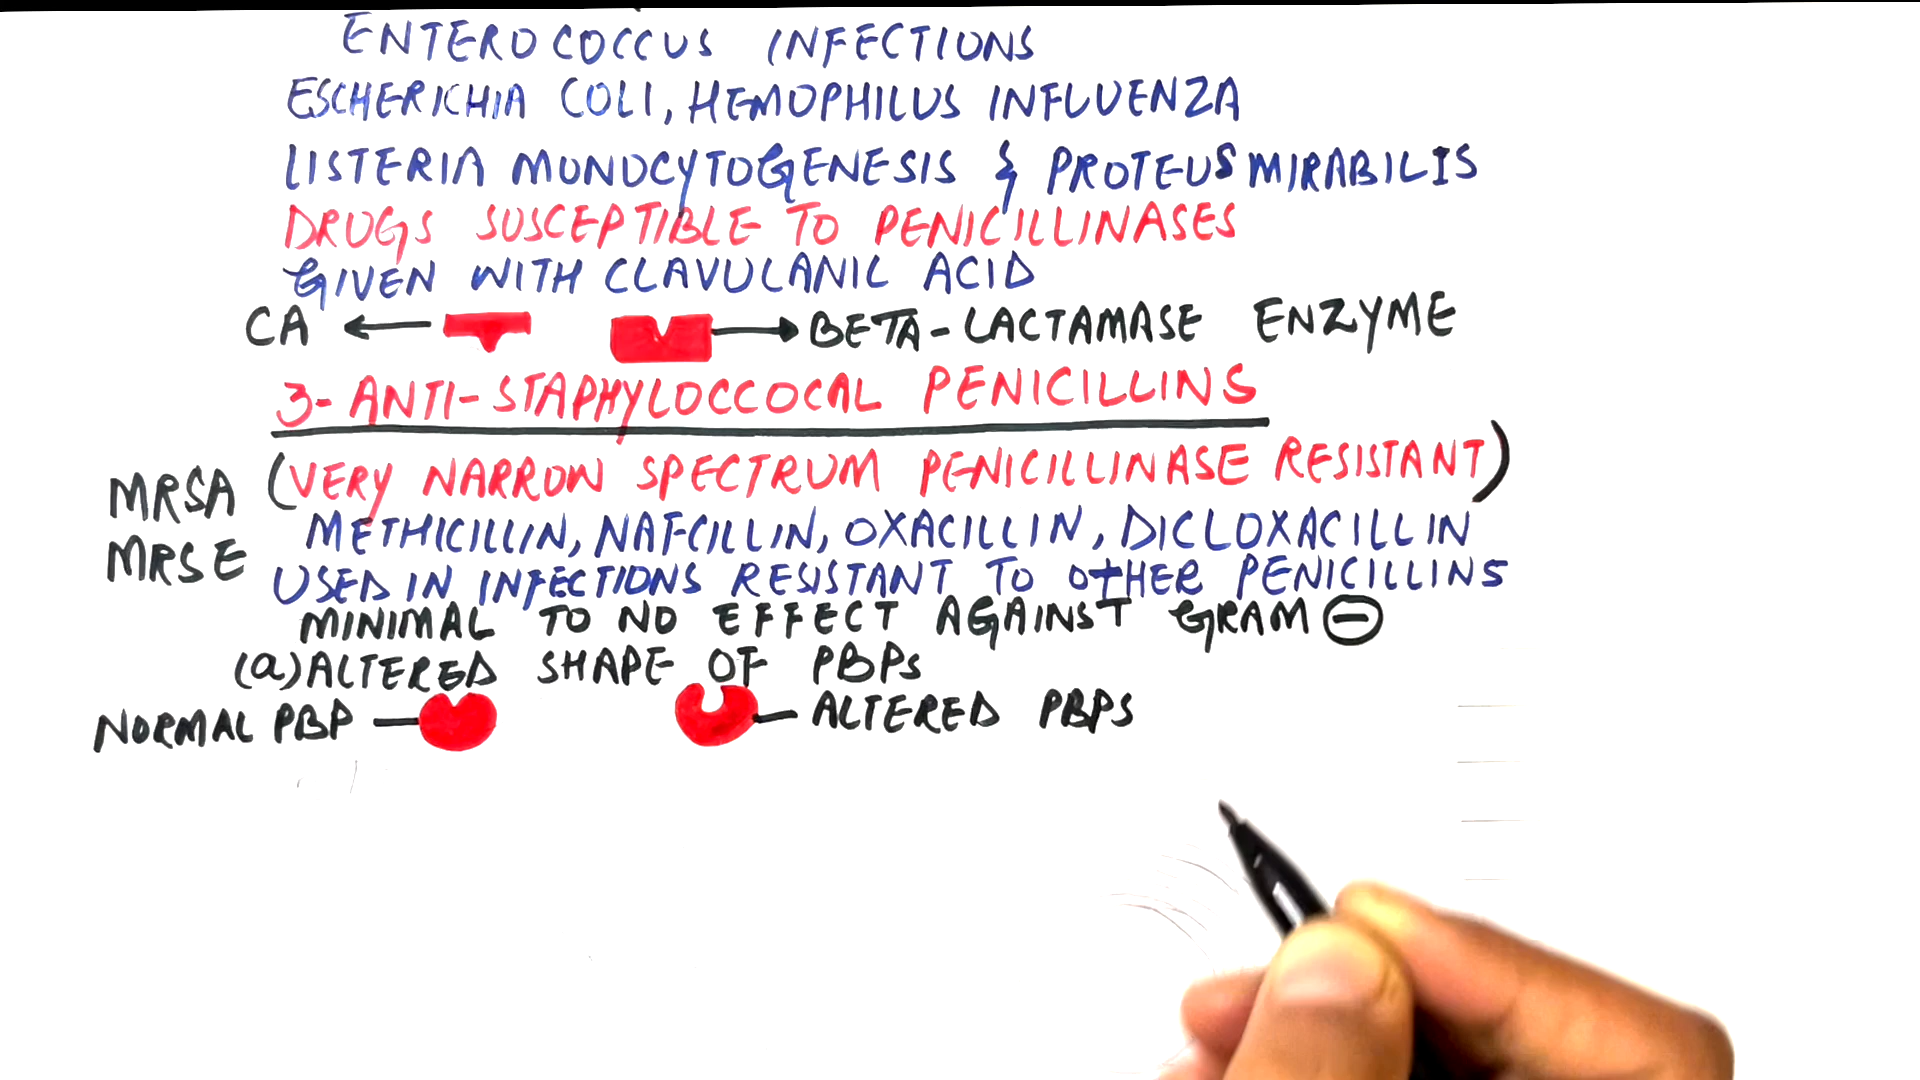 ENTEROCOCCUS INFECTIONS
ESCHERICHIA COLI, HEMOPHILUS INFLUENZA
LISTERIA MONOCYTOGENESIS & PROTEUS MIRABILIS
DRUGS SUSCEPTIBLE TO PENICILLINASES
GIVEN WITH CLAVULANIC ACID
CA ← → BETA-LACTAMASE ENZYME
3- ANTI-STAPHYLOCCOCAL PENICILLINS
MRSA (VERY NARROW SPECTRUM PENICILLINASE RESISTANT)
METHICILLIN, NAFCILLIN, OXACILLIN, DICLOXACILLIN
MRSE
USED IN INFECTIONS RESISTANT TO OTHER PENICILLINS
MINIMAL TO NO EFFECT AGAINST GRAM ⊖
(a) ALTERED SHAPE OF PBPs
NORMAL PBP — — ALTERED PBPS